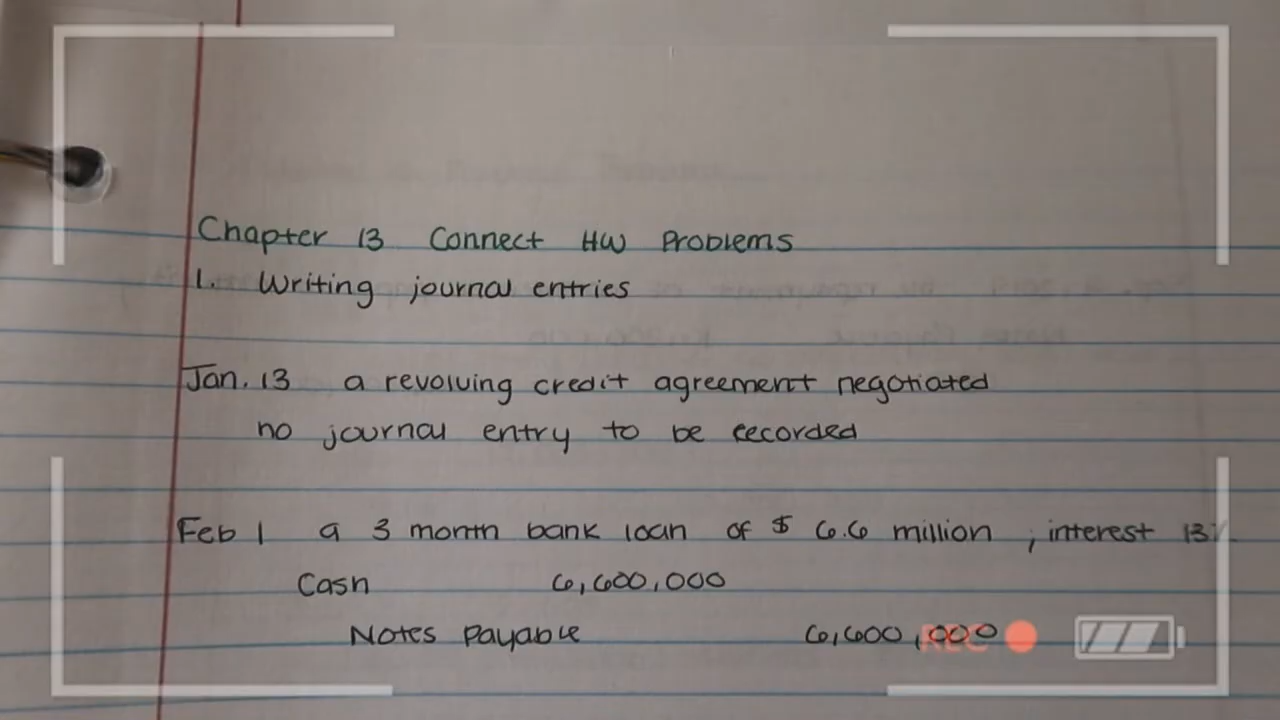 Chapter 13 Connect HW Problems
1. Writing journal entries
Jan. 13 a revolving credit agreement negotiated
no journal entry to be recorded
Feb 1 a 3 month bank loan of $ 6.6 million ; interest 13%
Cash 6,600,000
Notes Payable 6,600,000
REC